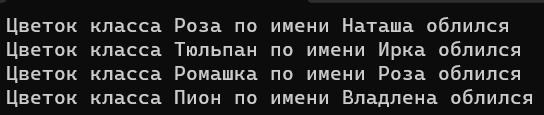 Цветок класса Роза по имени Наташа облился
Цветок класса Тюльпан по имени Ирка облился
Цветок класса Ромашка по имени Роза облился
Цветок класса Пион по имени Владлена облился